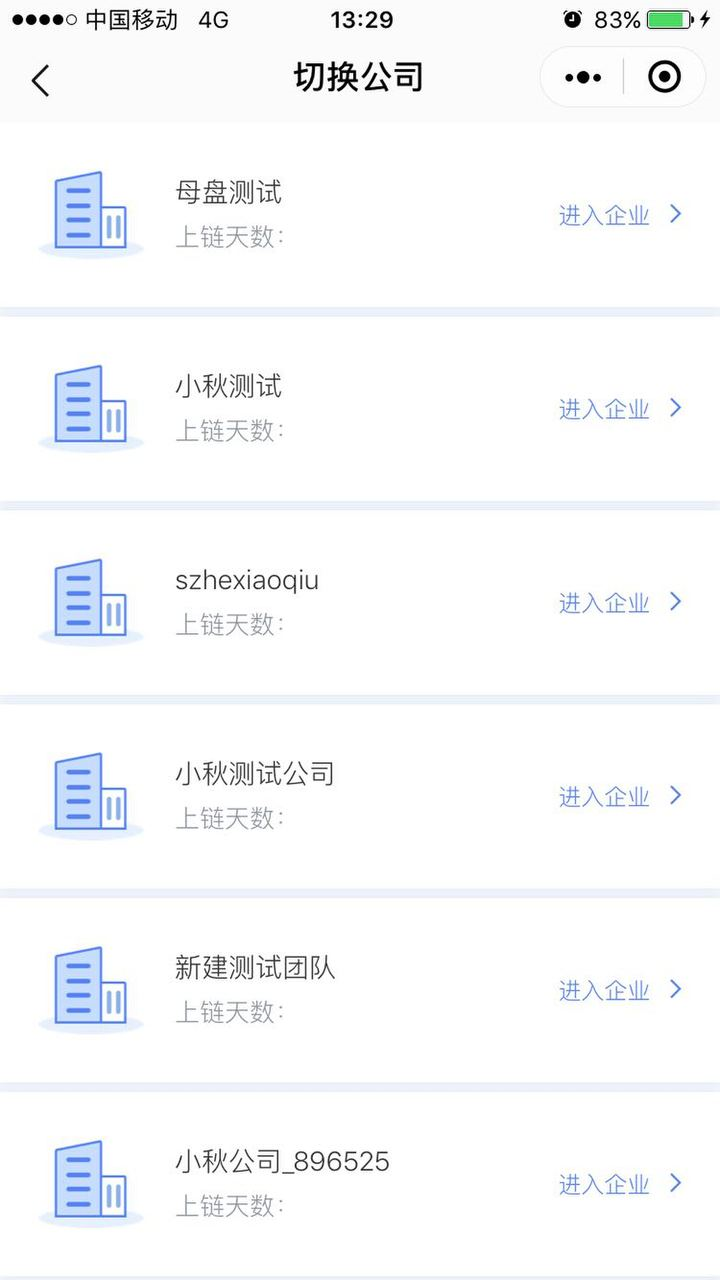 中国移动 4G 13:29 83%
切换公司
母盘测试
上链天数:
进入企业
小秋测试
上链天数:
进入企业
szhexiaoqiu
上链天数:
进入企业
小秋测试公司
上链天数:
进入企业
新建测试团队
上链天数:
进入企业
小秋公司_896525
上链天数:
进入企业